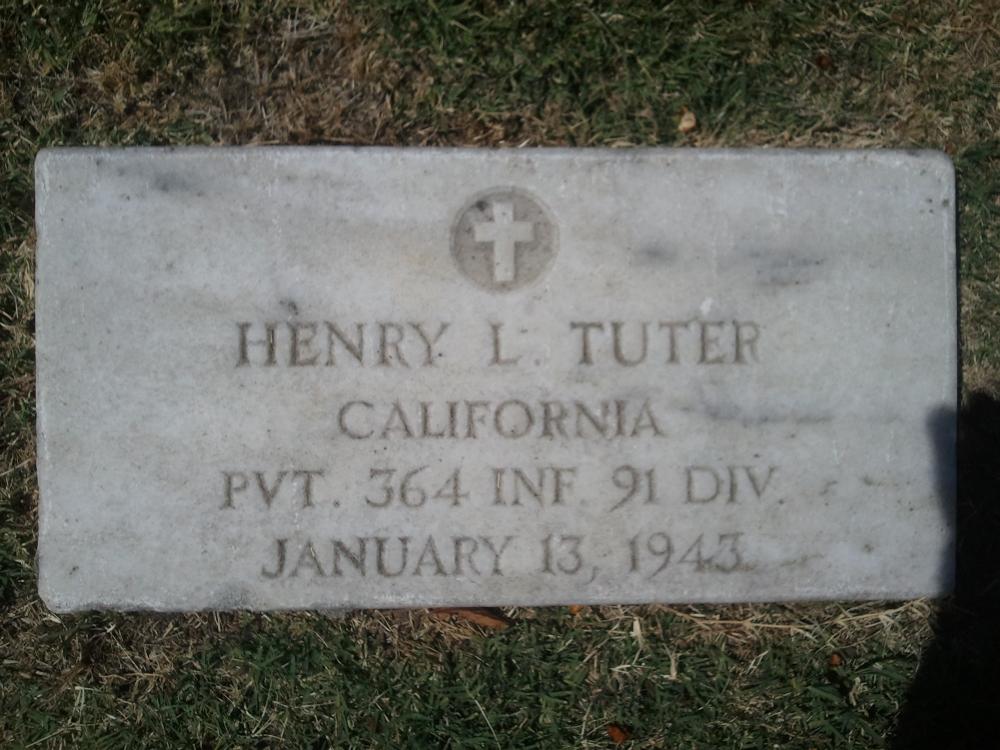 HENRY L. TUTER
CALIFORNIA
PVT. 364 INF. 91 DIV.
JANUARY 13, 1943